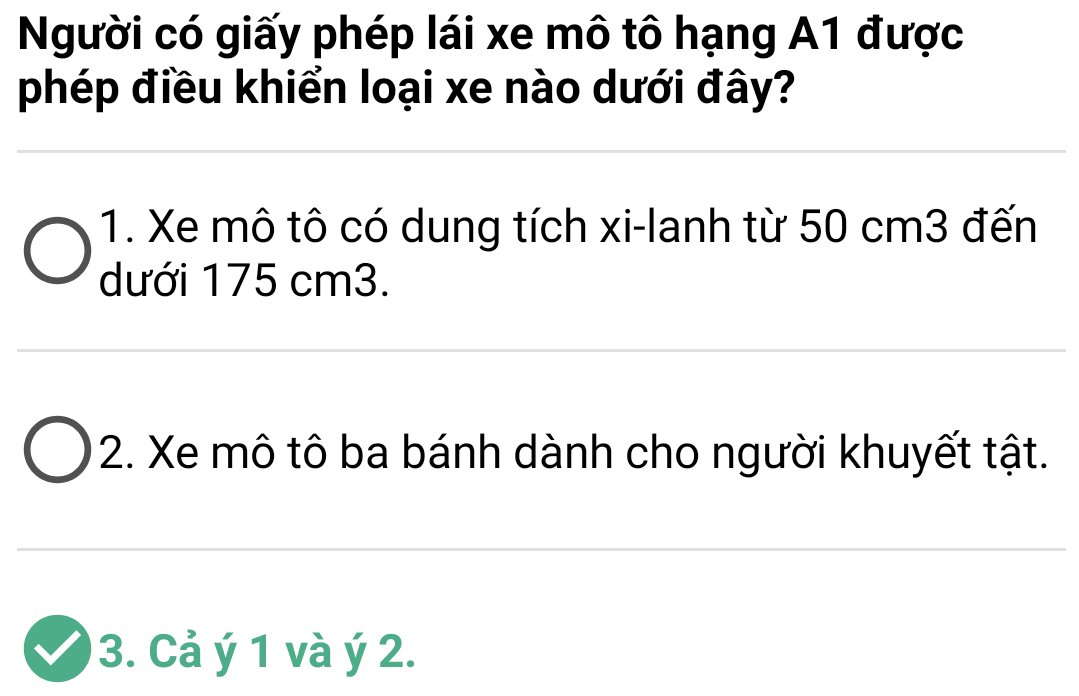 Người có giấy phép lái xe mô tô hạng A1 được
phép điều khiển loại xe nào dưới đây?
1. Xe mô tô có dung tích xi-lanh từ 50 cm3 đến
dưới 175 cm3.
2. Xe mô tô ba bánh dành cho người khuyết tật.
3. Cả ý 1 và ý 2.